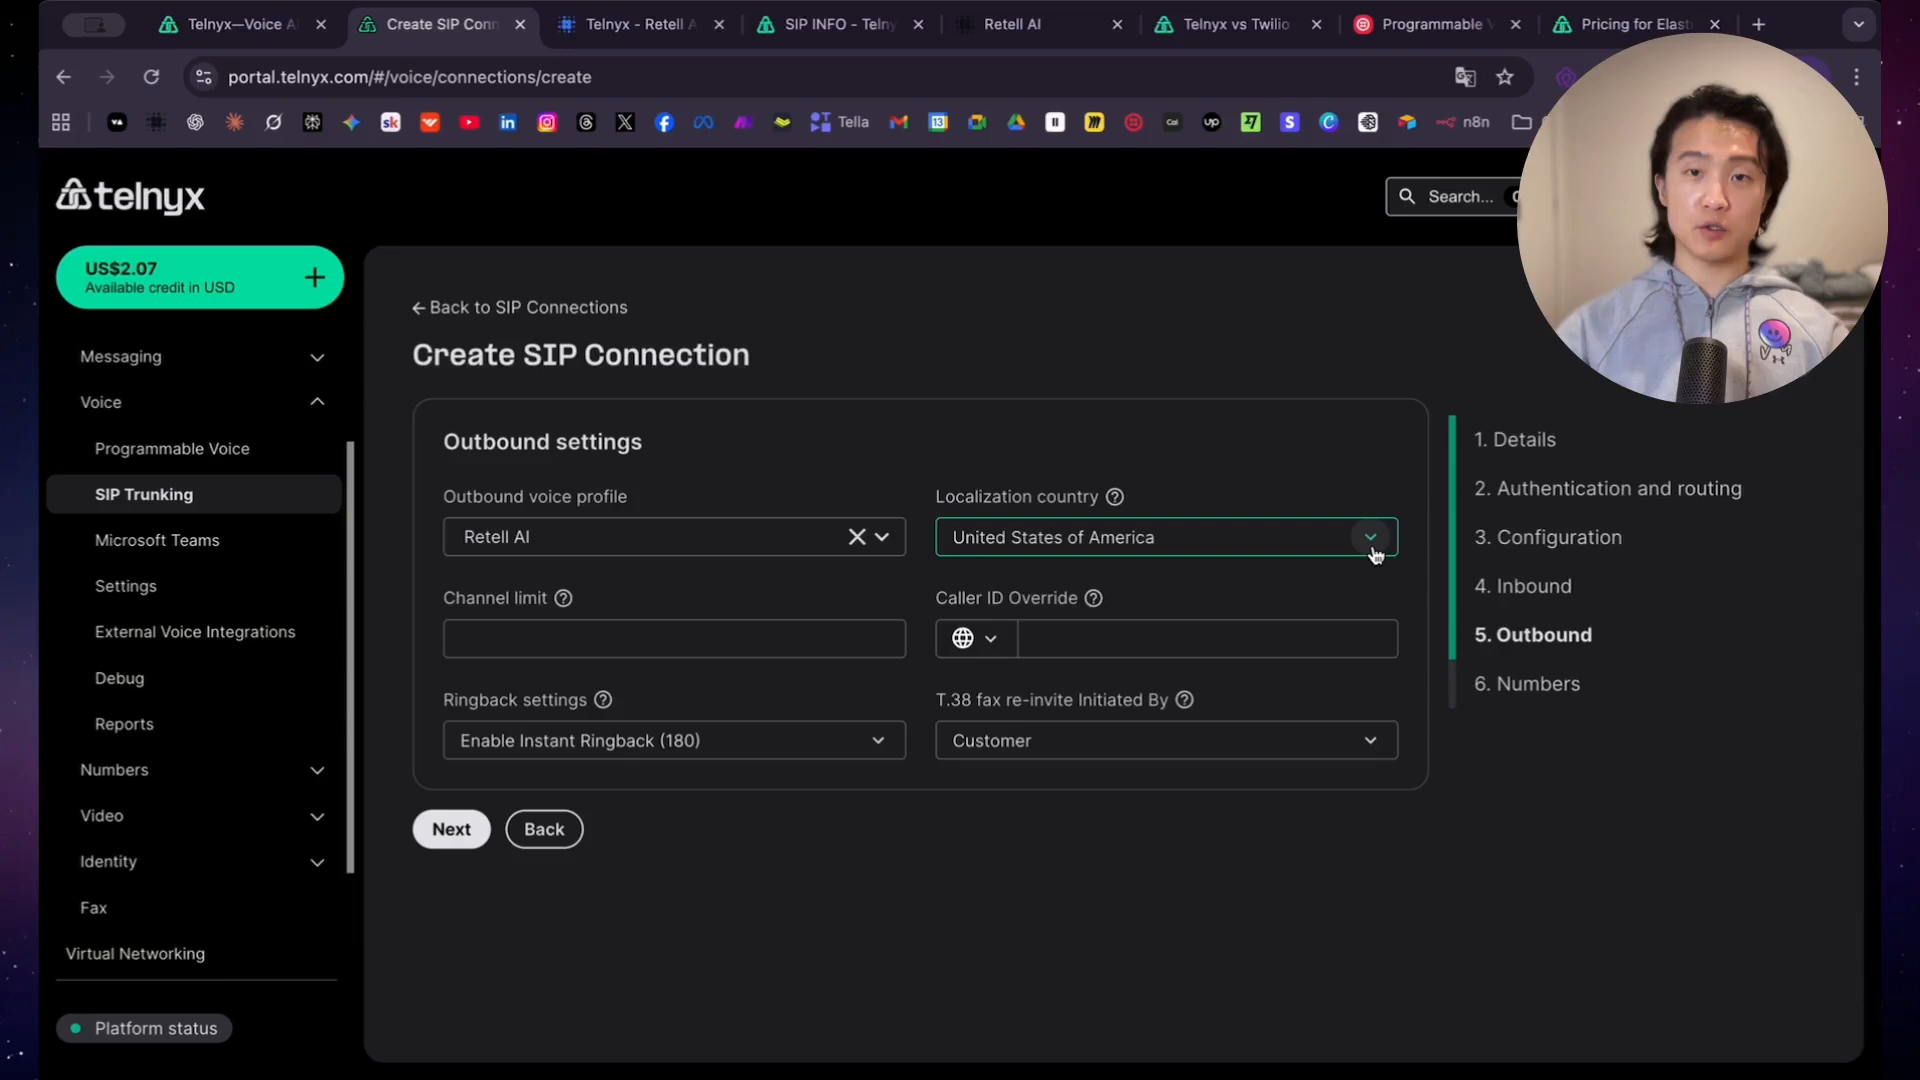 Telnyx—Voice A
Create SIP Conn
Telnyx - Retell A
SIP INFO - Telny
Retell AI
Telnyx vs Twilio
Programmable V
Pricing for Elast
portal.telnyx.com/#/voice/connections/create
Tella
n8n
telnyx
Search...
US$2.07
Available credit in USD
Messaging
Voice
Programmable Voice
SIP Trunking
Microsoft Teams
Settings
External Voice Integrations
Debug
Reports
Numbers
Video
Identity
Fax
Virtual Networking
Platform status
Back to SIP Connections
Create SIP Connection
Outbound settings
Outbound voice profile
Retell AI
Localization country
United States of America
Channel limit
Caller ID Override
Ringback settings
Enable Instant Ringback (180)
T.38 fax re-invite Initiated By
Customer
Next
Back
1. Details
2. Authentication and routing
3. Configuration
4. Inbound
5. Outbound
6. Numbers